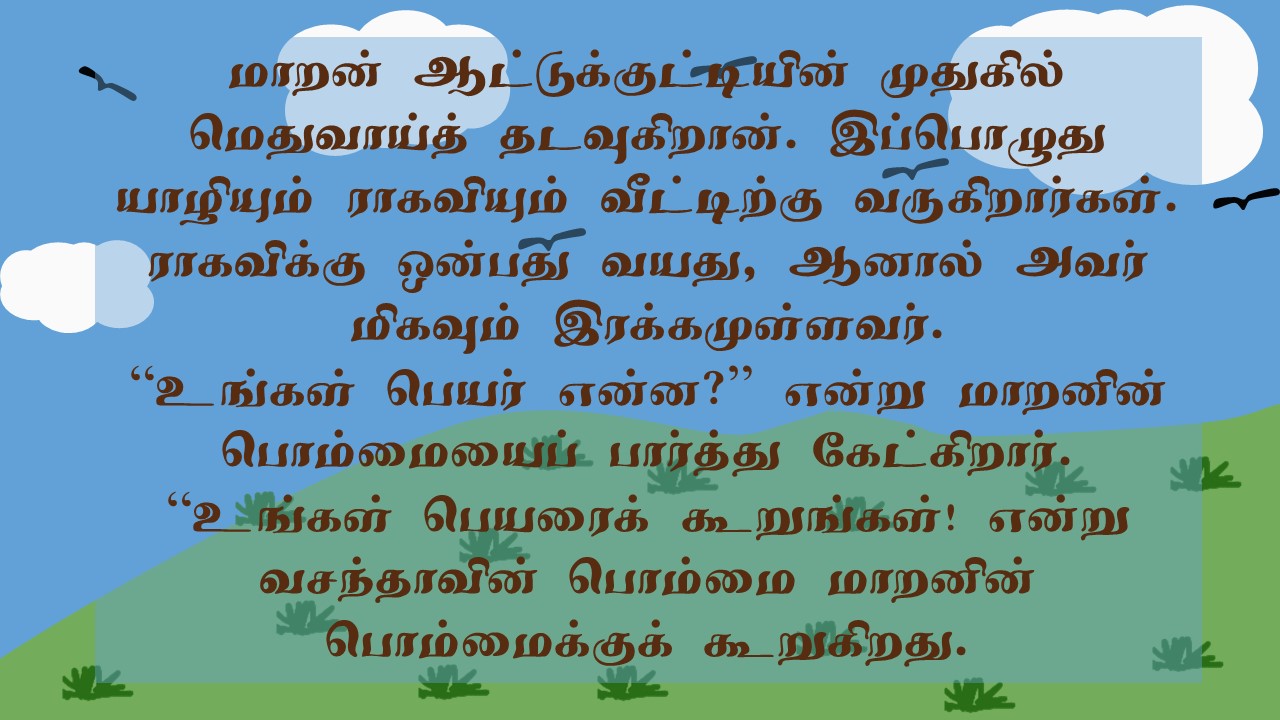 மாறன் ஆட்டுக்குட்டியின் முதுகில்
மெதுவாய்த் தடவுகிறான். இப்பொழுது
யாழியும் ராகவியும் வீட்டிற்கு வருகிறார்கள்.
ராகவிக்கு ஒன்பது வயது, ஆனால் அவர்
மிகவும் இரக்கமுள்ளவர்.
“உங்கள் பெயர் என்ன?” என்று மாறனின்
பொம்மையைப் பார்த்து கேட்கிறார்.
“உங்கள் பெயரைக் கூறுங்கள்! என்று
வசந்தாவின் பொம்மை மாறனின்
பொம்மைக்குக் கூறுகிறது.